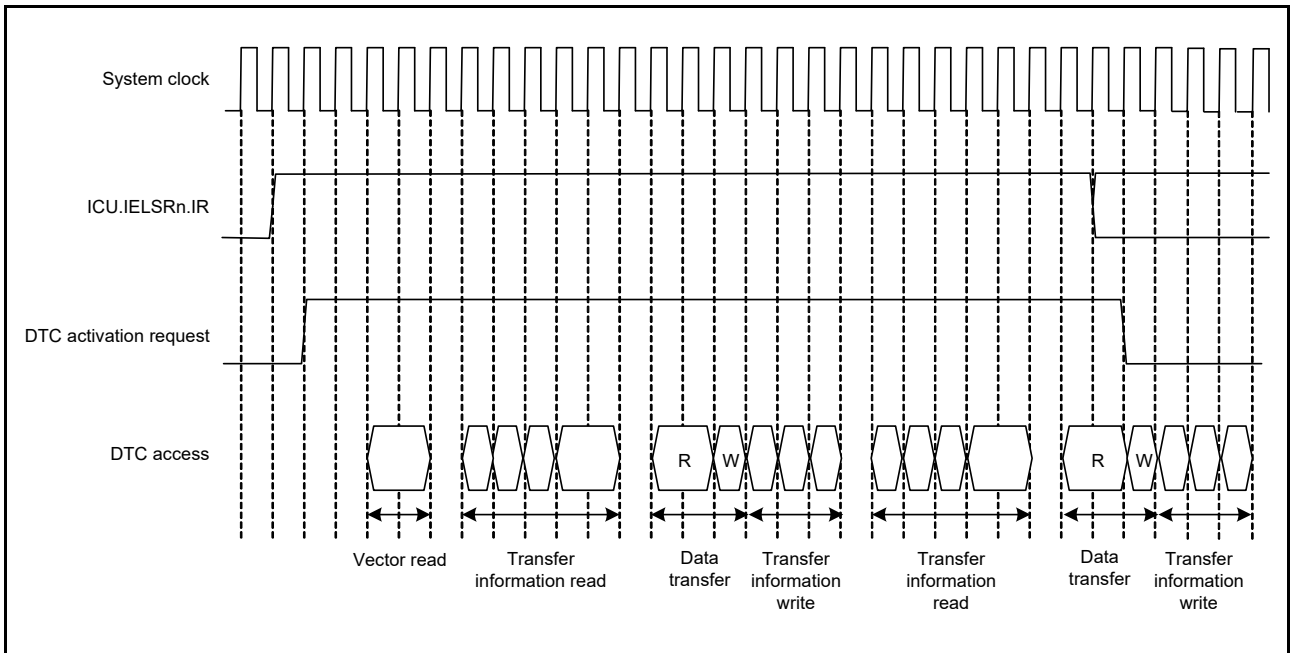 System clock
ICU.IELSRn.IR
DTC activation request
DTC access
R
W
R
W
Vector read
Transfer
information read
Data
transfer
Transfer
information
write
Transfer
information
read
Data
transfer
Transfer
information
write